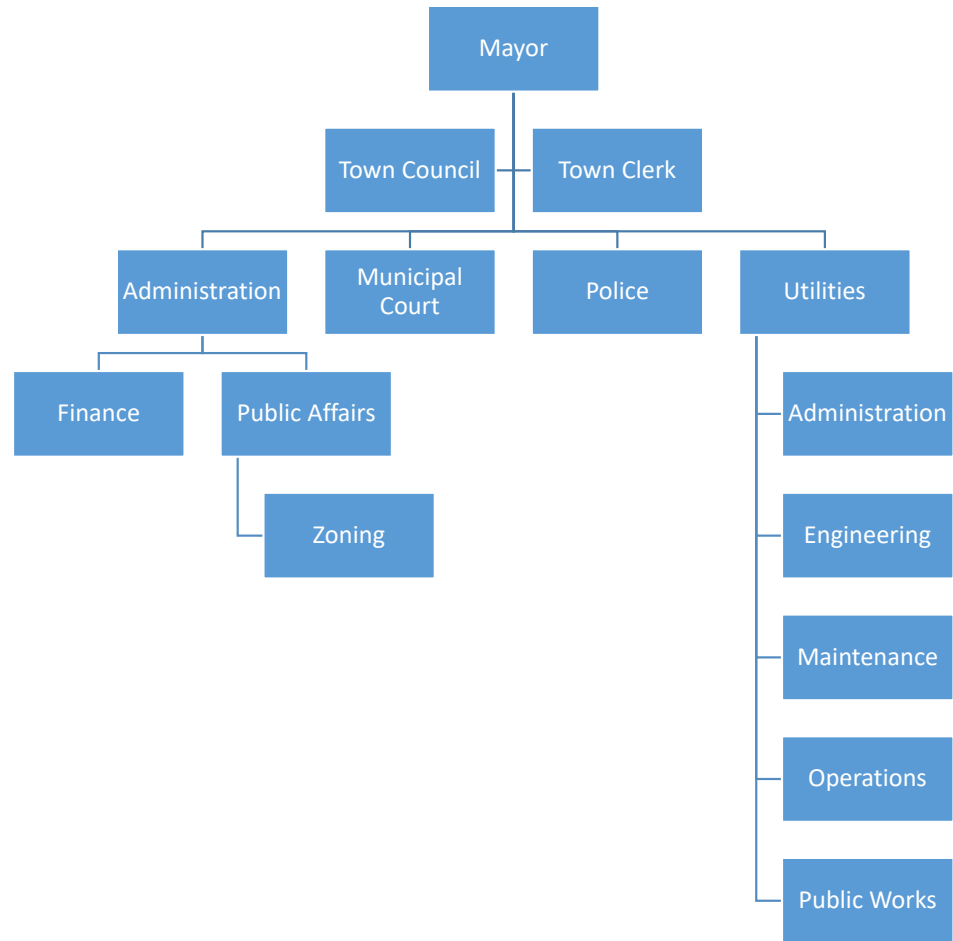 Mayor
Town Council
Town Clerk
Administration
Municipal
Court
Police
Utilities
Finance
Public Affairs
Administration
Zoning
Engineering
Maintenance
Operations
Public Works